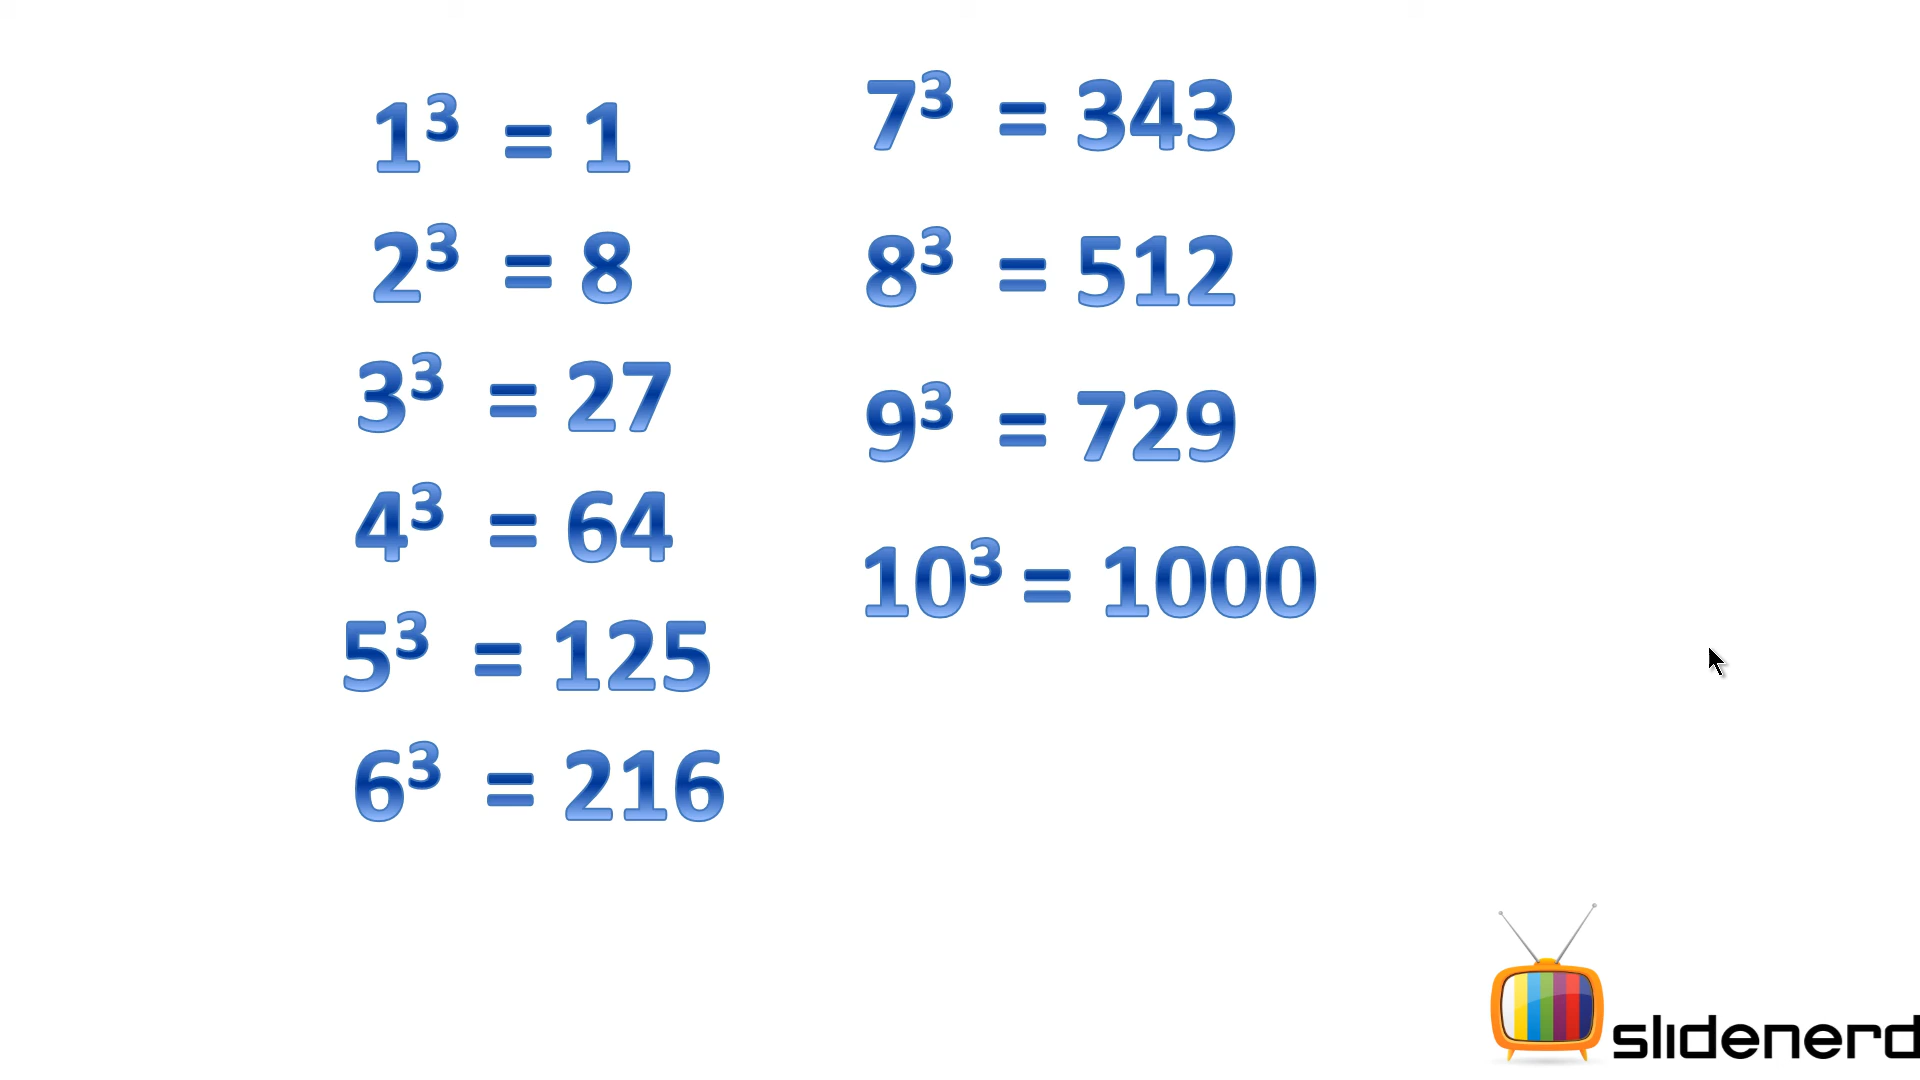 1³ = 1
2³ = 8
3³ = 27
4³ = 64
5³ = 125
6³ = 216
7³ = 343
8³ = 512
9³ = 729
10³ = 1000
slidenerd